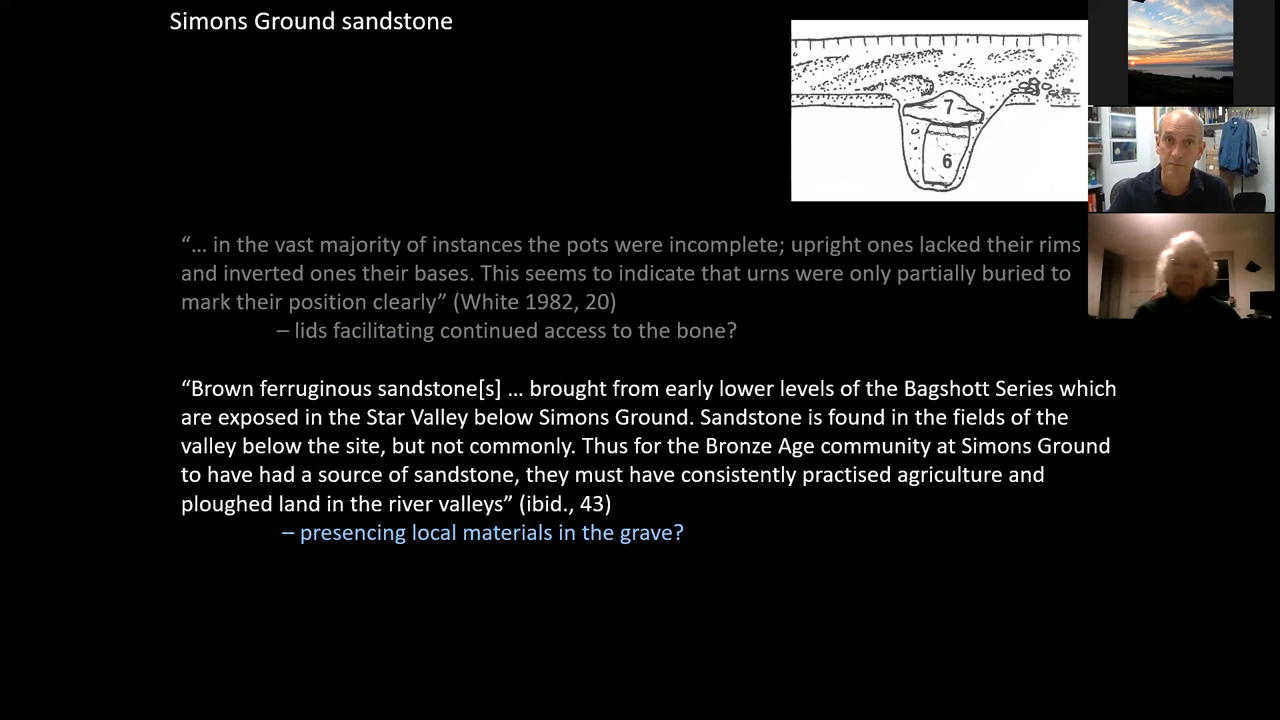 Simons Ground sandstone
7
6
“… in the vast majority of instances the pots were incomplete; upright ones lacked their rims
and inverted ones their bases. This seems to indicate that urns were only partially buried to
mark their position clearly” (White 1982, 20)
– lids facilitating continued access to the bone?
“Brown ferruginous sandstone[s] … brought from early lower levels of the Bagshott Series which
are exposed in the Star Valley below Simons Ground. Sandstone is found in the fields of the
valley below the site, but not commonly. Thus for the Bronze Age community at Simons Ground
to have had a source of sandstone, they must have consistently practised agriculture and
ploughed land in the river valleys” (ibid., 43)
– presencing local materials in the grave?